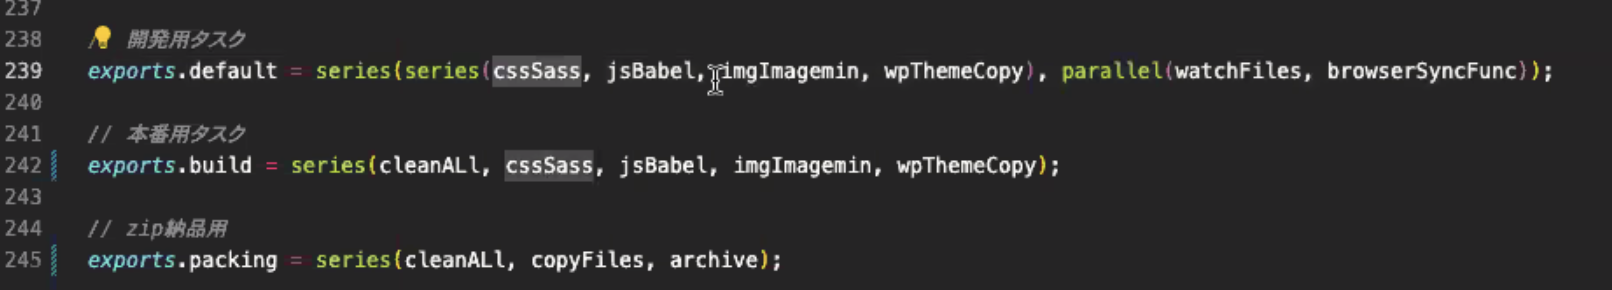 237
238 // 開発用タスク
239 exports.default = series(series(cssSass, jsBabel, imgImagemin, wpThemeCopy), parallel(watchFiles, browserSyncFunc));
240
241 // 本番用タスク
242 exports.build = series(cleanALl, cssSass, jsBabel, imgImagemin, wpThemeCopy);
243
244 // zip納品用
245 exports.packing = series(cleanALl, copyFiles, archive);